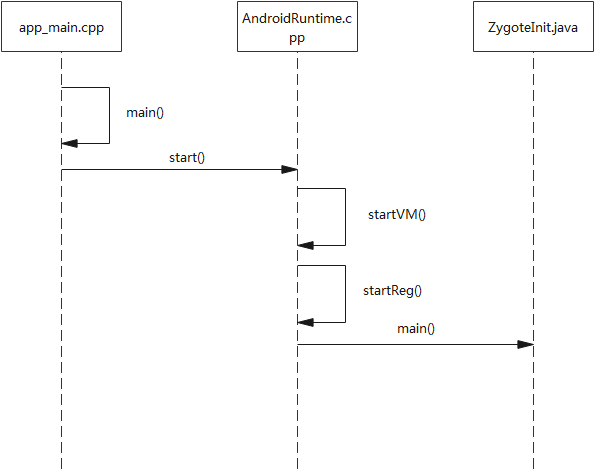 app_main.cpp
AndroidRuntime.c
pp
ZygoteInit.java
main()
start()
startVM()
startReg()
main()